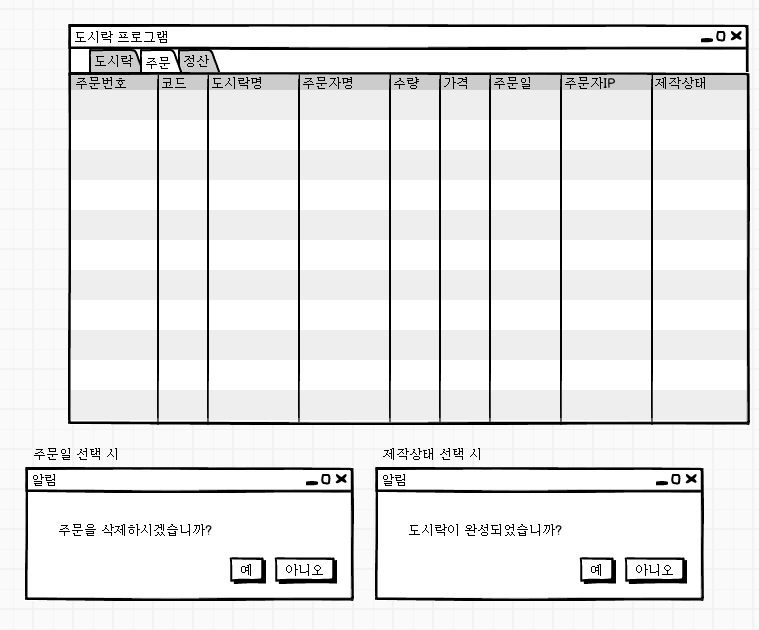 도시락 프로그램
도시락 주문 정산
주문번호 코드 도시락명 주문자명 수량 가격 주문일 주문자IP 제작상태
주문일 선택 시
알림
주문을 삭제하시겠습니까?
예 아니오
제작상태 선택 시
알림
도시락이 완성되었습니까?
예 아니오